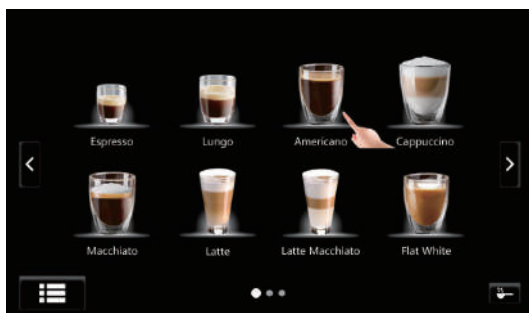 Espresso
Lungo
Americano
Cappuccino
Macchiato
Latte
Latte Macchiato
Flat White